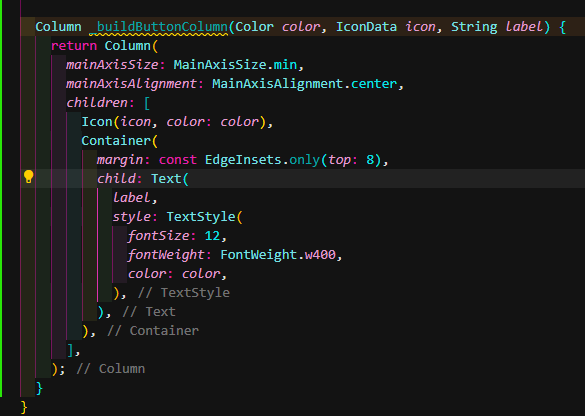 Column _buildButtonColumn(Color color, IconData icon, String label) {
return Column(
mainAxisSize: MainAxisSize.min,
mainAxisAlignment: MainAxisAlignment.center,
children: [
Icon(icon, color: color),
Container(
margin: const EdgeInsets.only(top: 8),
child: Text(
label,
style: TextStyle(
fontSize: 12,
fontWeight: FontWeight.w400,
color: color,
), // TextStyle
), // Text
), // Container
],
); // Column
}
}